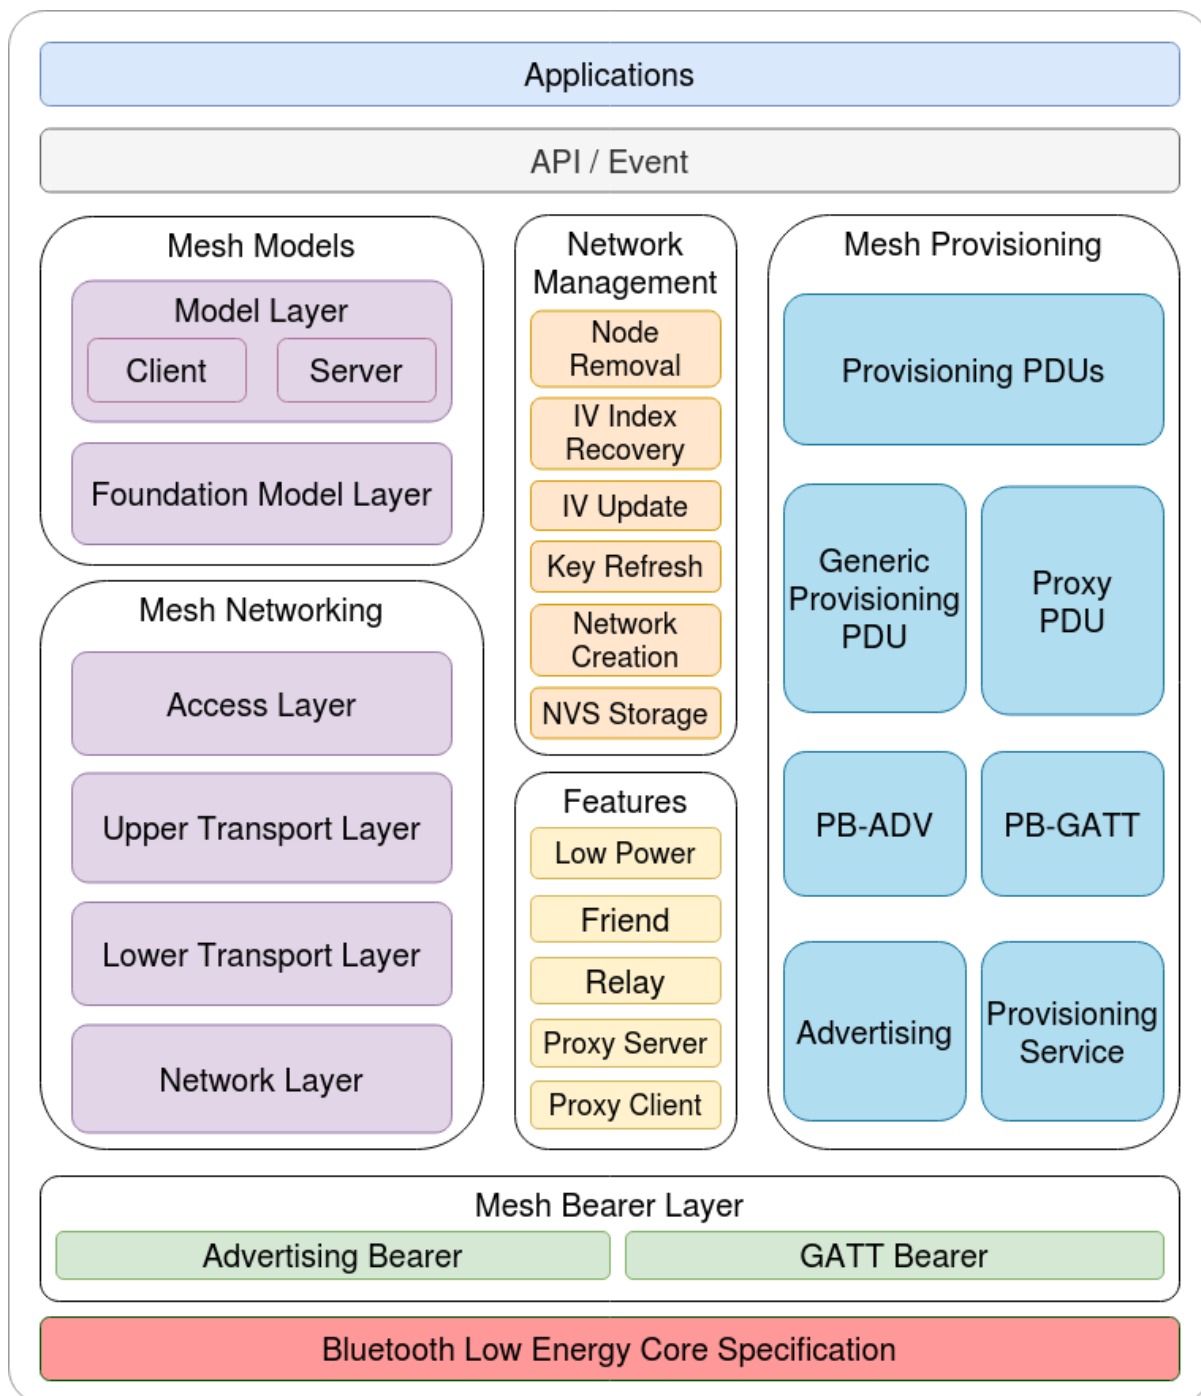 Applications
API / Event
Mesh Models
Model Layer
Client
Server
Foundation Model Layer
Mesh Networking
Access Layer
Upper Transport Layer
Lower Transport Layer
Network Layer
Network
Management
Node
Removal
IV Index
Recovery
IV Update
Key Refresh
Network
Creation
NVS Storage
Features
Low Power
Friend
Relay
Proxy Server
Proxy Client
Mesh Provisioning
Provisioning PDUs
Generic
Provisioning
PDU
Proxy
PDU
PB-ADV
PB-GATT
Advertising
Provisioning
Service
Mesh Bearer Layer
Advertising Bearer
GATT Bearer
Bluetooth Low Energy Core Specification